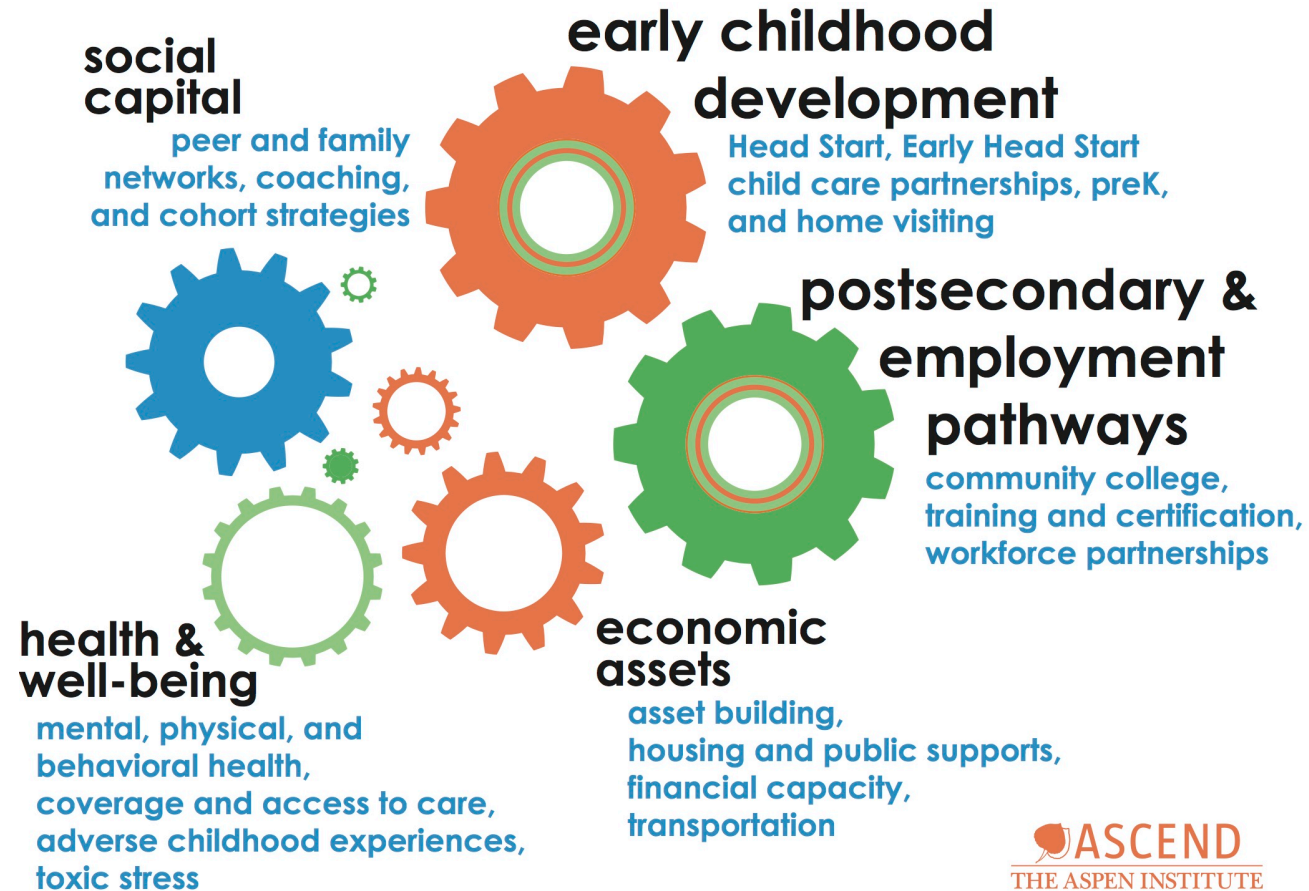 social
capital
peer and family
networks, coaching,
and cohort strategies
early childhood
development
Head Start, Early Head Start
child care partnerships, preK,
and home visiting
postsecondary &
employment
pathways
community college,
training and certification,
workforce partnerships
economic
assets
asset building,
housing and public supports,
financial capacity,
transportation
health &
well-being
mental, physical, and
behavioral health,
coverage and access to care,
adverse childhood experiences,
toxic stress
ASCEND
THE ASPEN INSTITUTE